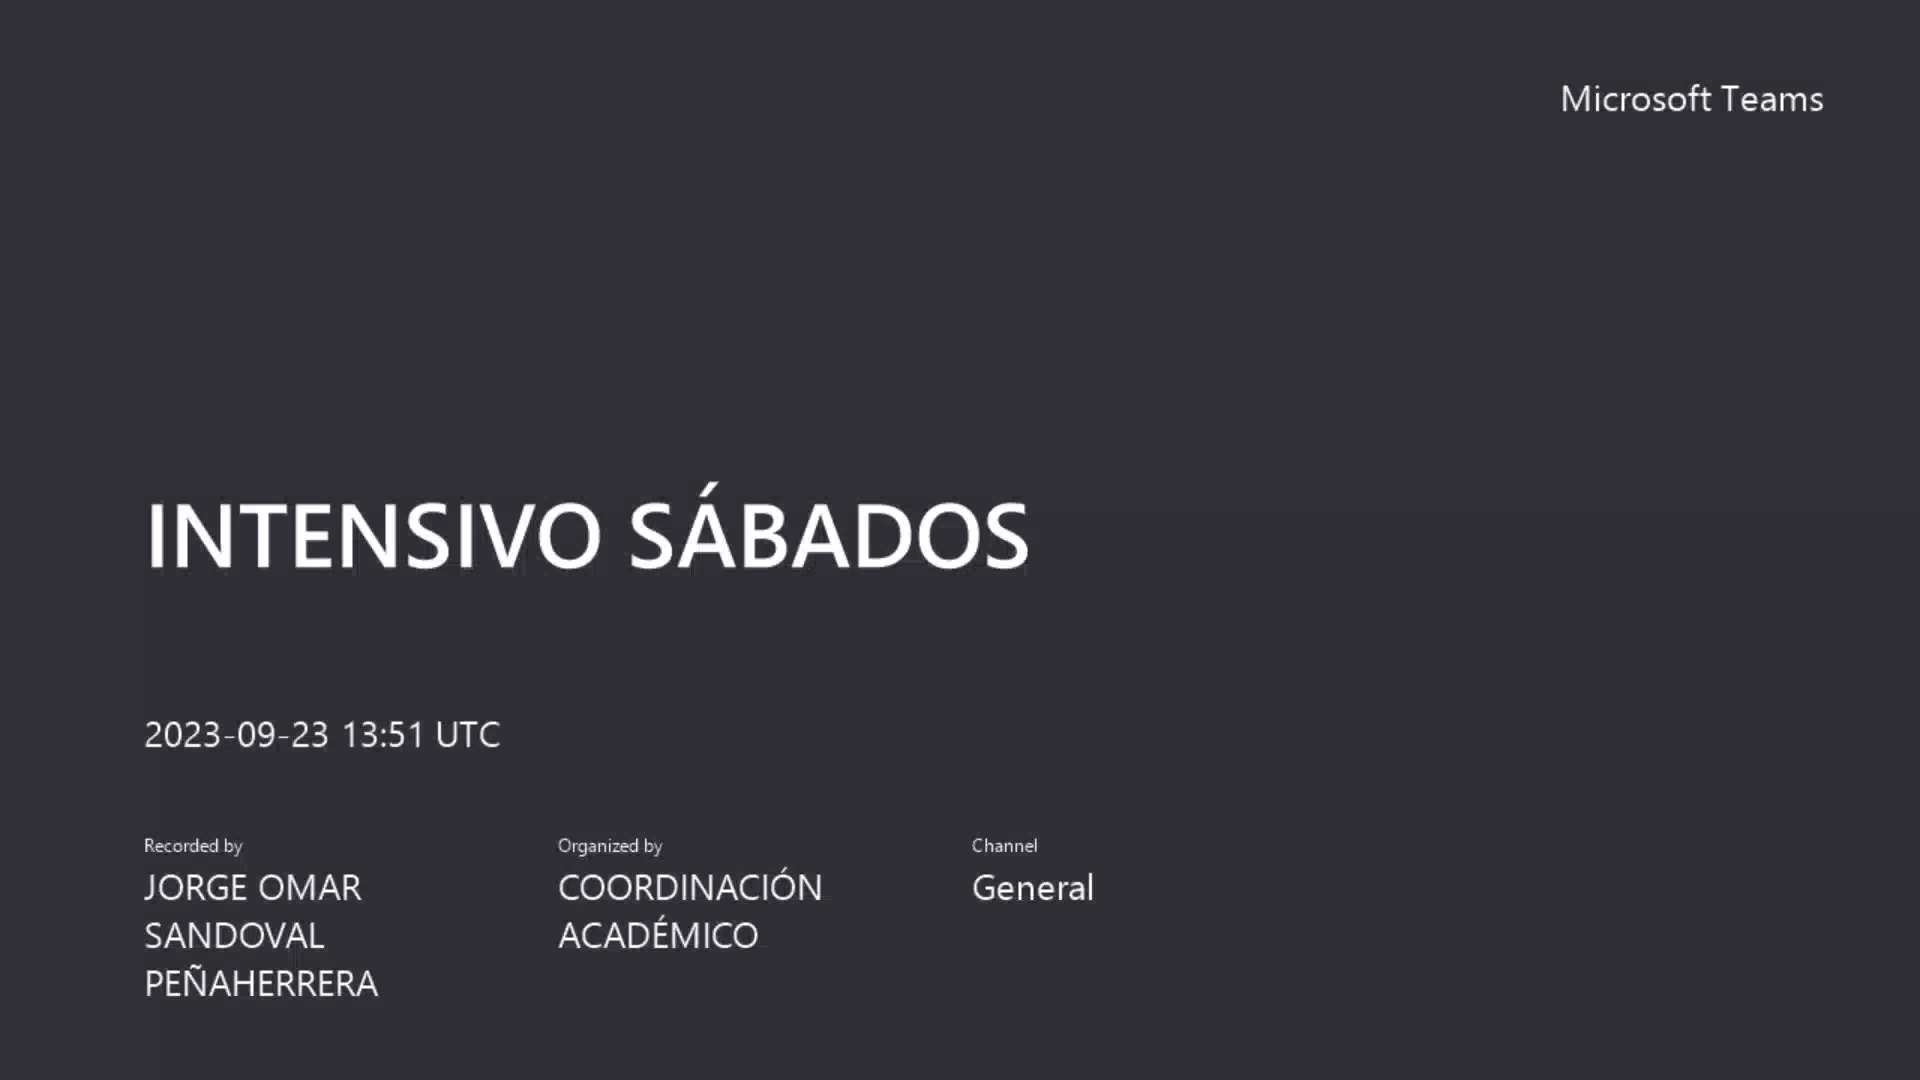 Microsoft Teams
INTENSIVO SÁBADOS
2023-09-23 13:51 UTC
Recorded by
JORGE OMAR
SANDOVAL
PEÑAHERRERA
Organized by
COORDINACIÓN
ACADÉMICO
Channel
General